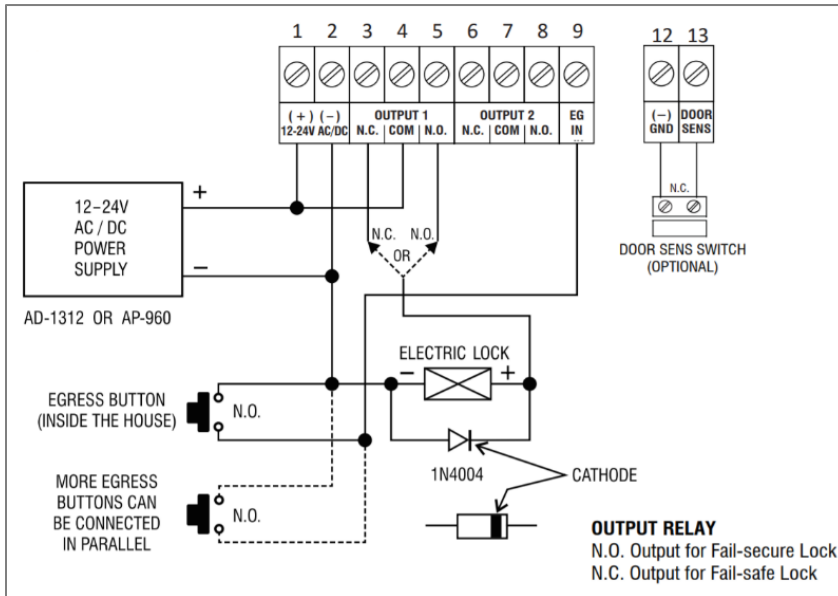 1 2 3 4 5 6 7 8 9 12 13
(+) (-)
12-24V AC/DC
OUTPUT 1
N.C. COM N.O.
OUTPUT 2
N.C. COM N.O.
EG
IN
...
(-)
GND
DOOR
SENS
N.C.
DOOR SENS SWITCH
(OPTIONAL)
12–24V
AC / DC
POWER
SUPPLY
+
−
AD-1312 OR AP-960
N.C. N.O.
OR
ELECTRIC LOCK
− +
EGRESS BUTTON
(INSIDE THE HOUSE)
N.O.
1N4004
CATHODE
MORE EGRESS
BUTTONS CAN
BE CONNECTED
IN PARALLEL
N.O.
OUTPUT RELAY
N.O. Output for Fail-secure Lock
N.C. Output for Fail-safe Lock